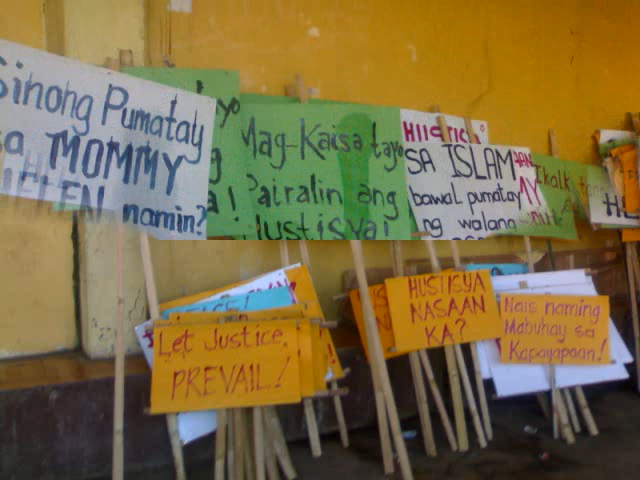 Sinong Pumatay
sa MOMMY
HELEN namin?
Mag-Kaisa tayo
Pairalin ang
Justisya!
SA ISLAM
bawal pumatay
ng walang
Let Justice
PREVAIL!
HUSTISYA
NASAAN
KA?
Nais naming
Mabuhay sa
Kapayapaan!